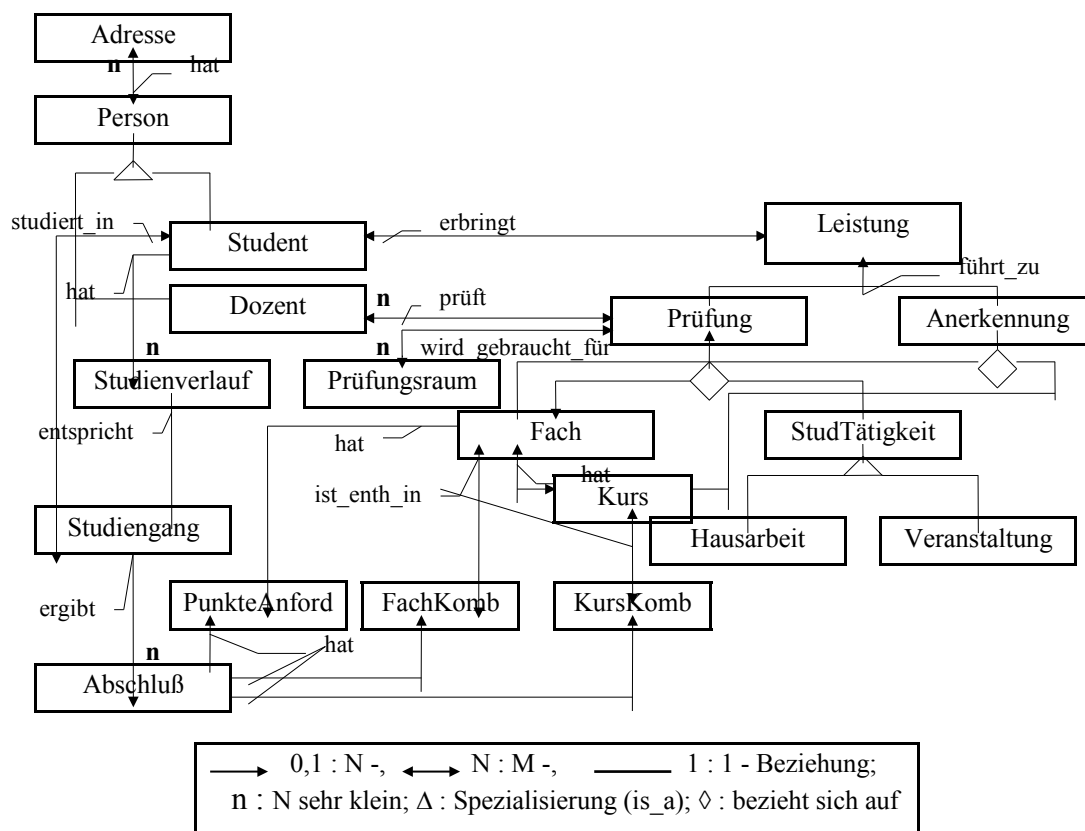 Adresse
n
hat
Person
studiert_in
Student
erbringt
Leistung
hat
führt_zu
Dozent
n
prüft
Prüfung
Anerkennung
n
n
wird_gebraucht_für
Studienverlauf
Prüfungsraum
entspricht
hat
Fach
StudTätigkeit
hat
ist_enth_in
Kurs
Studiengang
Hausarbeit
Veranstaltung
ergibt
PunkteAnford
FachKomb
KursKomb
n
hat
Abschluß
0,1 : N -, N : M -, 1 : 1 - Beziehung;
n : N sehr klein; Δ : Spezialisierung (is_a); ◊ : bezieht sich auf